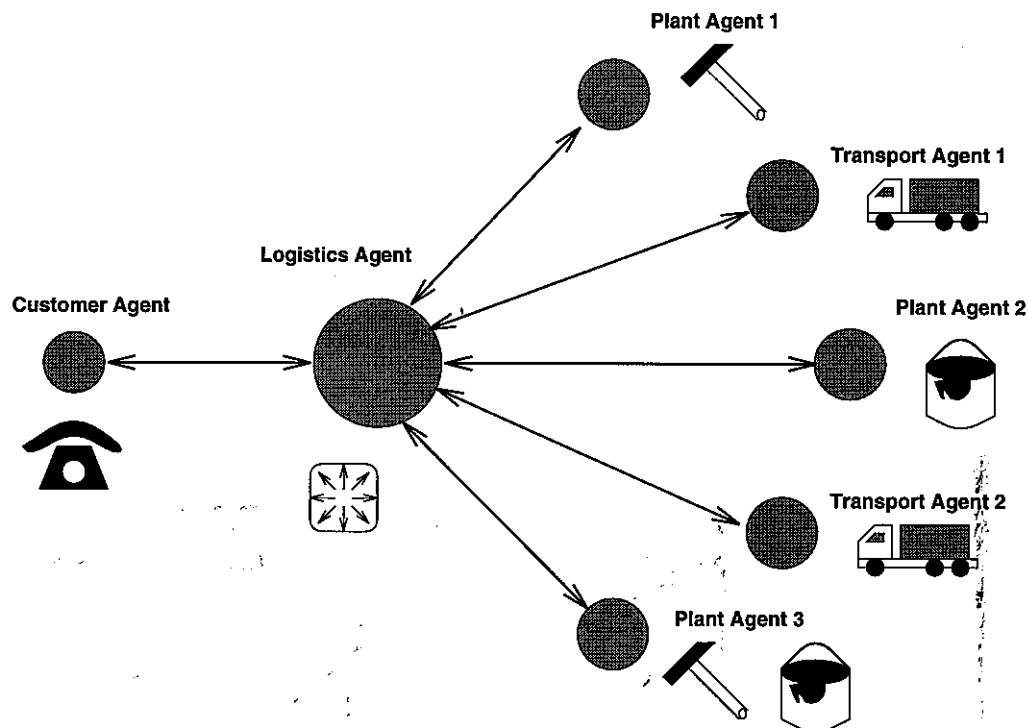 Plant Agent 1
Transport Agent 1
Logistics Agent
Customer Agent
Plant Agent 2
Transport Agent 2
Plant Agent 3